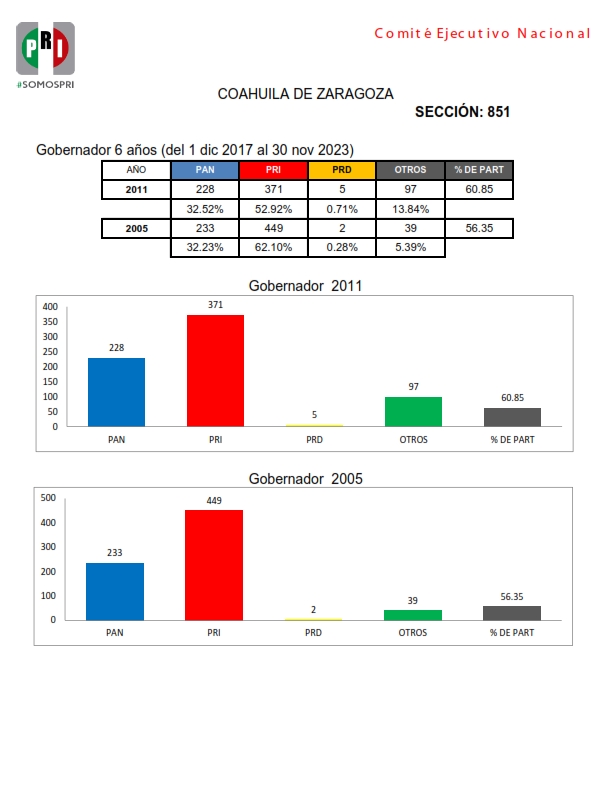 Comité Ejecutivo Nacional
PRI
#SOMOSPRI
COAHUILA DE ZARAGOZA
SECCIÓN: 851
Gobernador 6 años (del 1 dic 2017 al 30 nov 2023)
AÑO PAN PRI PRD OTROS % DE PART
2011 228 371 5 97 60.85
32.52% 52.92% 0.71% 13.84%
2005 233 449 2 39 56.35
32.23% 62.10% 0.28% 5.39%
Gobernador 2011
400
350
300
250
200
150
100
50
0
228
371
5
97
60.85
PAN PRI PRD OTROS % DE PART
Gobernador 2005
500
400
300
200
100
0
233
449
2
39
56.35
PAN PRI PRD OTROS % DE PART